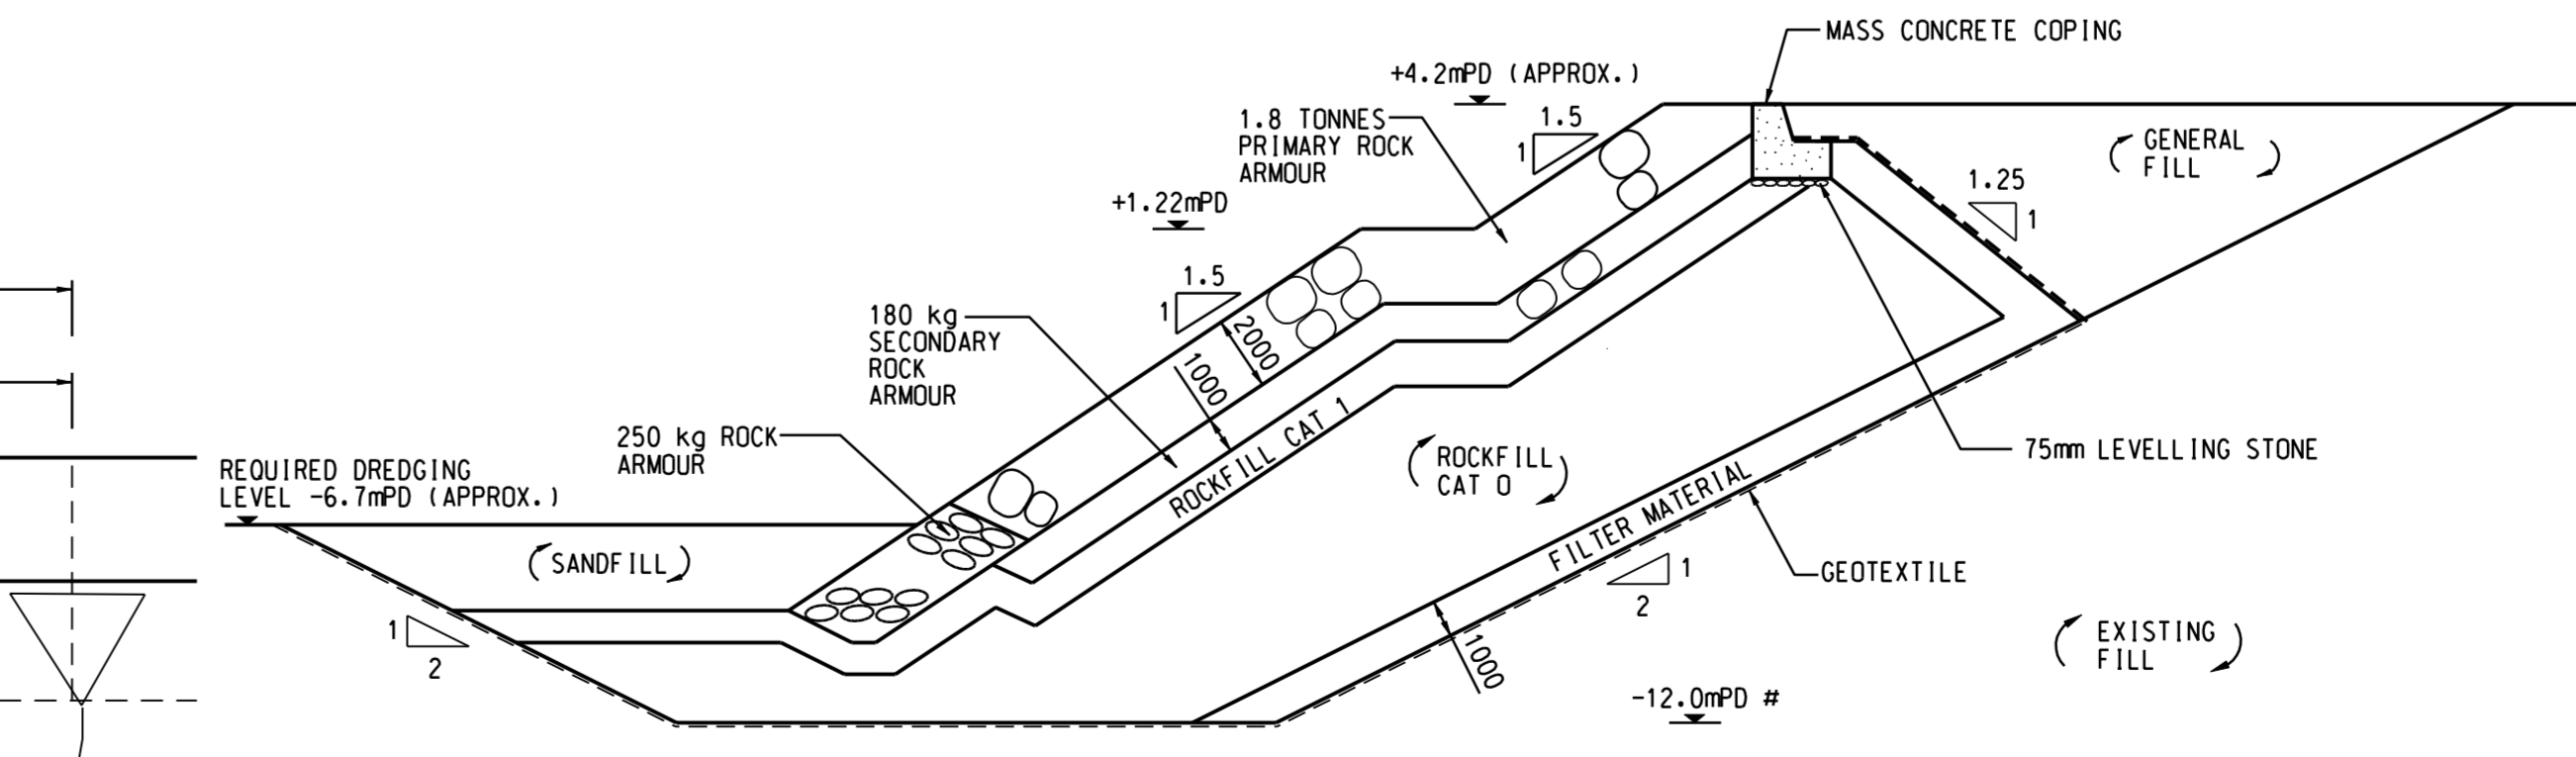 MASS CONCRETE COPING
+4.2mPD (APPROX.)
1.8 TONNES
PRIMARY ROCK
ARMOUR
1.5
1
GENERAL
FILL
1.25
1
+1.22mPD
1.5
1
180 kg
SECONDARY
ROCK
ARMOUR
2000
1000
250 kg ROCK
ARMOUR
REQUIRED DREDGING
LEVEL -6.7mPD (APPROX.)
ROCKFILL CAT 1
ROCKFILL
CAT 0
75mm LEVELLING STONE
FILTER MATERIAL
SANDFILL
GEOTEXTILE
1
2
1
2
1000
EXISTING
FILL
-12.0mPD #